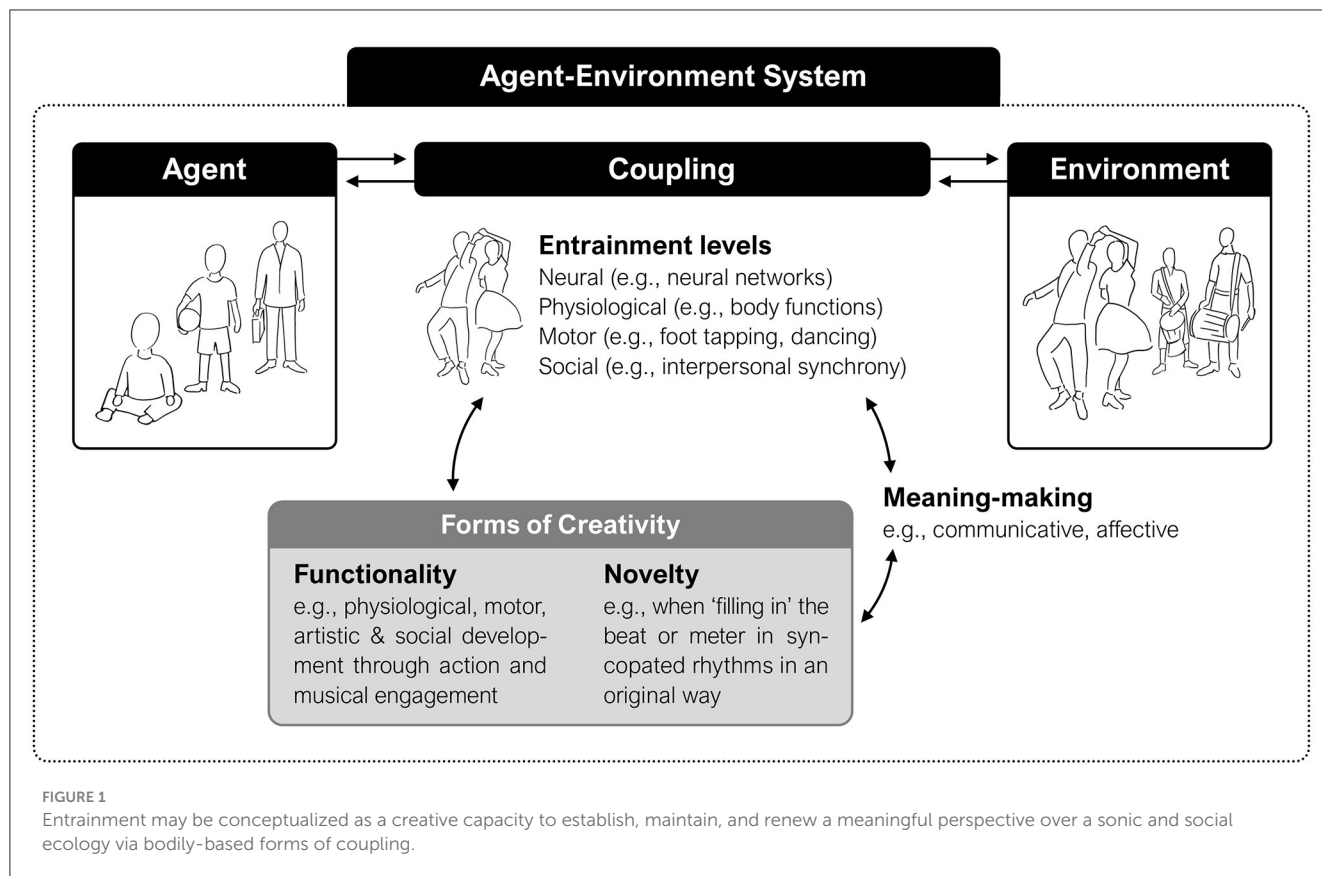 Agent-Environment System
Agent
Coupling
Environment
Entrainment levels
Neural (e.g., neural networks)
Physiological (e.g., body functions)
Motor (e.g., foot tapping, dancing)
Social (e.g., interpersonal synchrony)
Meaning-making
e.g., communicative, affective
Forms of Creativity
Functionality
e.g., physiological, motor,
artistic & social develop-
ment through action and
musical engagement
Novelty
e.g., when ‘filling in’ the
beat or meter in syn-
copated rhythms in an
original way
FIGURE 1
Entrainment may be conceptualized as a creative capacity to establish, maintain, and renew a meaningful perspective over a sonic and social
ecology via bodily-based forms of coupling.